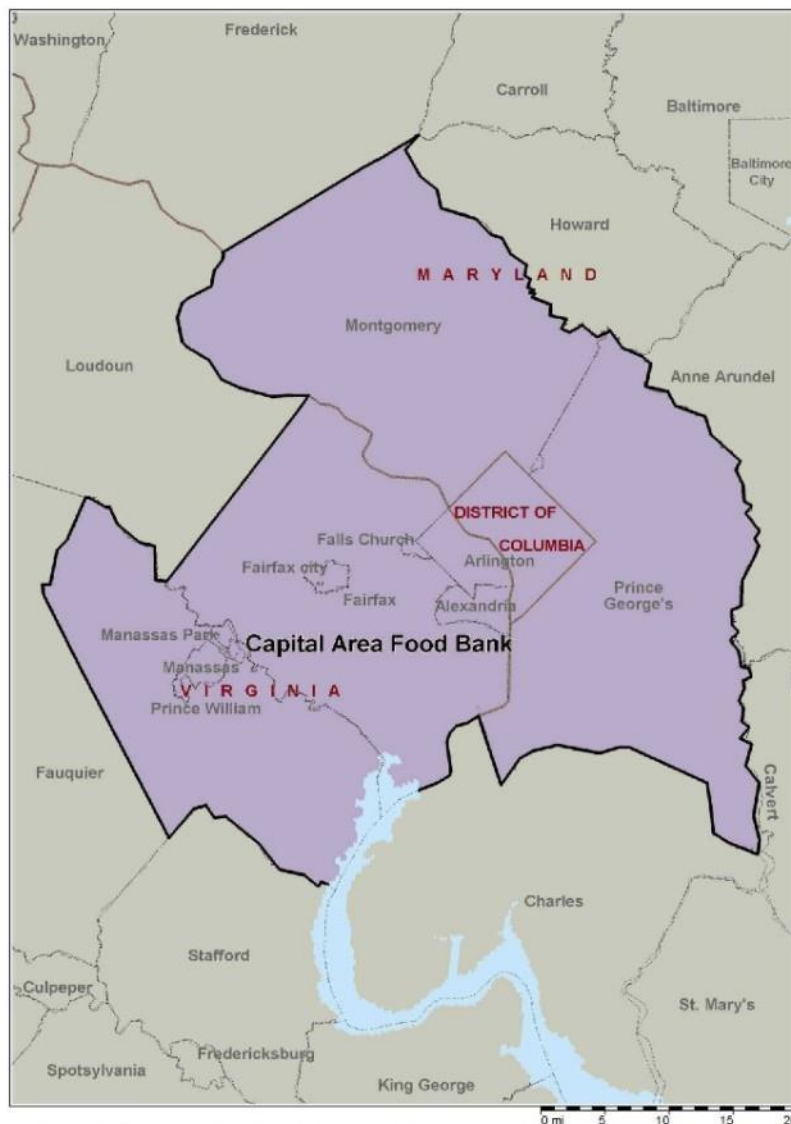 Washington
Frederick
Carroll
Baltimore
Baltimore
City
Howard
M A R Y L A N D
Montgomery
Loudoun
Anne Arundel
DISTRICT OF
COLUMBIA
Falls Church
Arlington
Fairfax city
Fairfax
Alexandria
Prince
George's
Manassas Park
Capital Area Food Bank
Manassas
V I R G I N I A
Prince William
Fauquier
Calvert
Charles
Stafford
Culpeper
St. Mary's
Fredericksburg
Spotsylvania
King George
0 mi 5 10 15 20